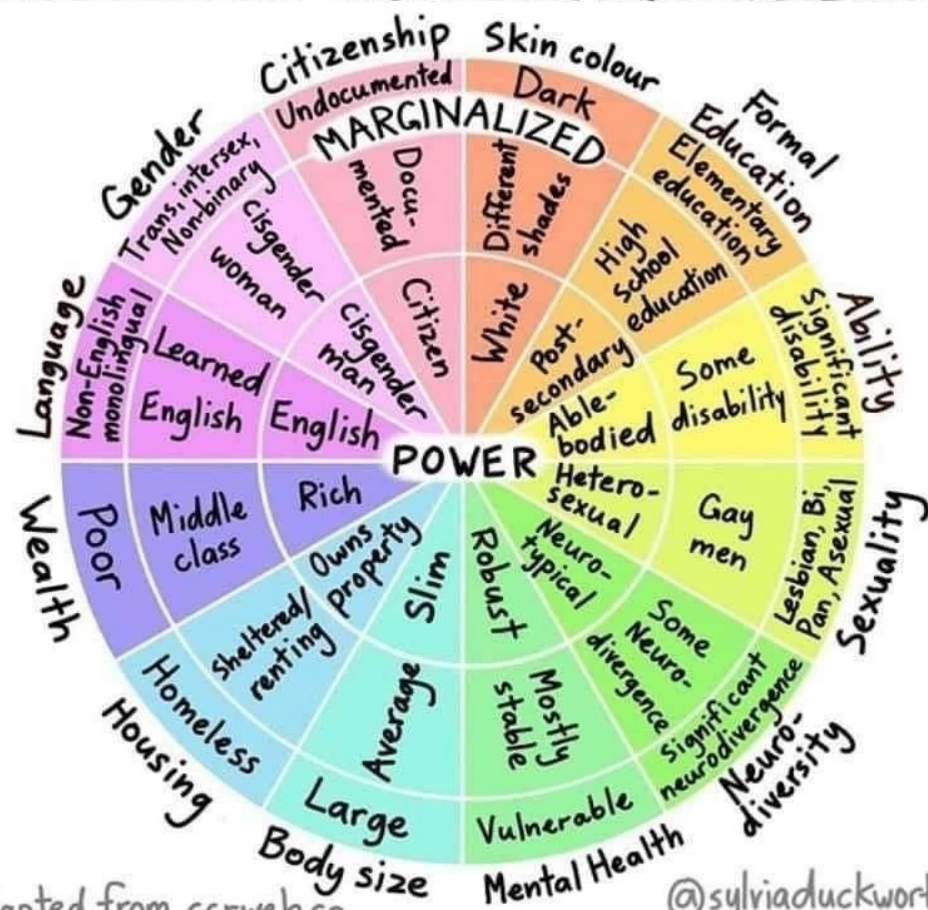 Citizenship
Undocumented
Docu-
mented
Citizen
Skin colour
Dark
Different
shades
White
Formal
Education
Elementary
education
High
school
education
Post-
secondary
Ability
Significant
disability
Some
disability
Able-
bodied
Sexuality
Lesbian, Bi,
Pan, Asexual
Gay
men
Hetero-
sexual
Neuro-
diversity
Significant
neurodivergence
Some
Neuro-
divergence
Neuro-
typical
Mental Health
Vulnerable
Mostly
stable
Robust
Body size
Large
Average
Slim
Housing
Homeless
Sheltered/
renting
Owns
property
Wealth
Poor
Middle
class
Rich
Language
Non-English
monolingual
Learned
English
English
Gender
Trans, intersex,
Non-binary
cisgender
woman
cisgender
man
MARGINALIZED
POWER
from
@sylviaduckwor